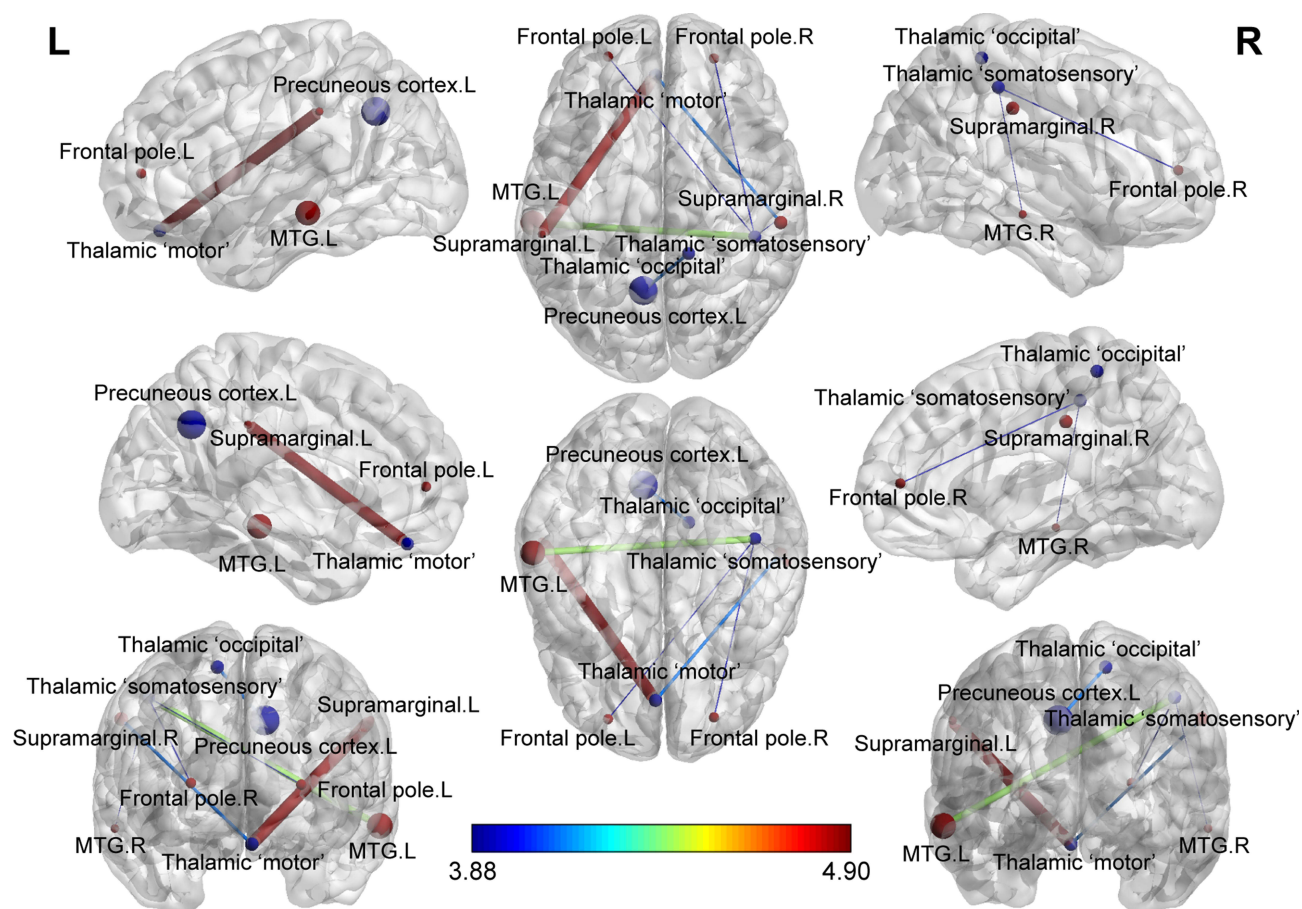 L
R
Precuneous cortex.L
Frontal pole.L
Thalamic ‘motor’
MTG.L
Frontal pole.L
Frontal pole.R
Thalamic ‘motor’
MTG.L
Supramarginal.R
Supramarginal.L
Thalamic ‘somatosensory’
Thalamic ‘occipital’
Precuneous cortex.L
Thalamic ‘occipital’
Thalamic ‘somatosensory’
Supramarginal.R
Frontal pole.R
MTG.R
Precuneous cortex.L
Supramarginal.L
Frontal pole.L
MTG.L
Thalamic ‘motor’
Precuneous cortex.L
Thalamic ‘occipital’
Thalamic ‘somatosensory’
MTG.L
Thalamic ‘motor’
Frontal pole.L
Frontal pole.R
Thalamic ‘occipital’
Thalamic ‘somatosensory’
Supramarginal.R
Frontal pole.R
MTG.R
Thalamic ‘occipital’
Thalamic ‘somatosensory’
Supramarginal.L
Supramarginal.R
Precuneous cortex.L
Frontal pole.R
Frontal pole.L
MTG.R
MTG.L
Thalamic ‘motor’
3.88
4.90
Thalamic ‘occipital’
Precuneous cortex.L
Thalamic ‘somatosensory’
Supramarginal.L
MTG.L
MTG.R
Thalamic ‘motor’